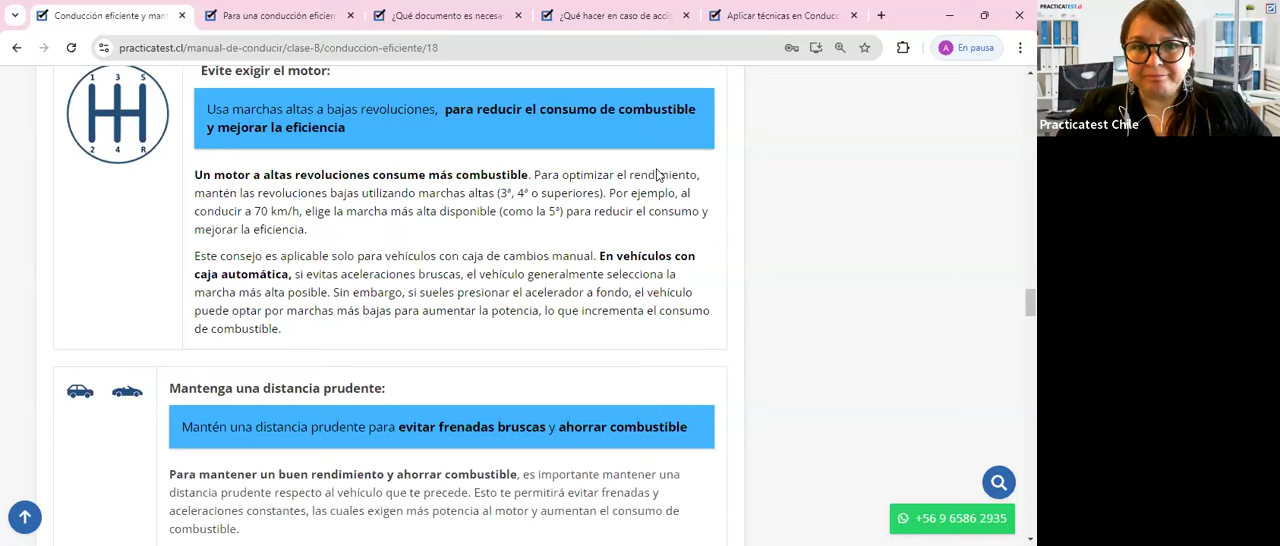 Conducción eficiente y man
Para una conducción eficien
¿Qué documento es necesa
¿Qué hacer en caso de acci
Aplicar técnicas en Conducc
practicatest.cl/manual-de-conducir/clase-B/conduccion-eficiente/18
A En pausa
PRACTICATEST.cl
Practicatest Chile
1 3 5
2 4 R
Evite exigir el motor:
Usa marchas altas a bajas revoluciones, para reducir el consumo de combustible
y mejorar la eficiencia
Un motor a altas revoluciones consume más combustible. Para optimizar el rendimiento,
mantén las revoluciones bajas utilizando marchas altas (3ª, 4ª o superiores). Por ejemplo, al
conducir a 70 km/h, elige la marcha más alta disponible (como la 5ª) para reducir el consumo y
mejorar la eficiencia.
Este consejo es aplicable solo para vehículos con caja de cambios manual. En vehículos con
caja automática, si evitas aceleraciones bruscas, el vehículo generalmente selecciona la
marcha más alta posible. Sin embargo, si sueles presionar el acelerador a fondo, el vehículo
puede optar por marchas más bajas para aumentar la potencia, lo que incrementa el consumo
de combustible.
Mantenga una distancia prudente:
Mantén una distancia prudente para evitar frenadas bruscas y ahorrar combustible
Para mantener un buen rendimiento y ahorrar combustible, es importante mantener una
distancia prudente respecto al vehículo que te precede. Esto te permitirá evitar frenadas y
aceleraciones constantes, las cuales exigen más potencia al motor y aumentan el consumo de
combustible.
+56 9 6586 2935